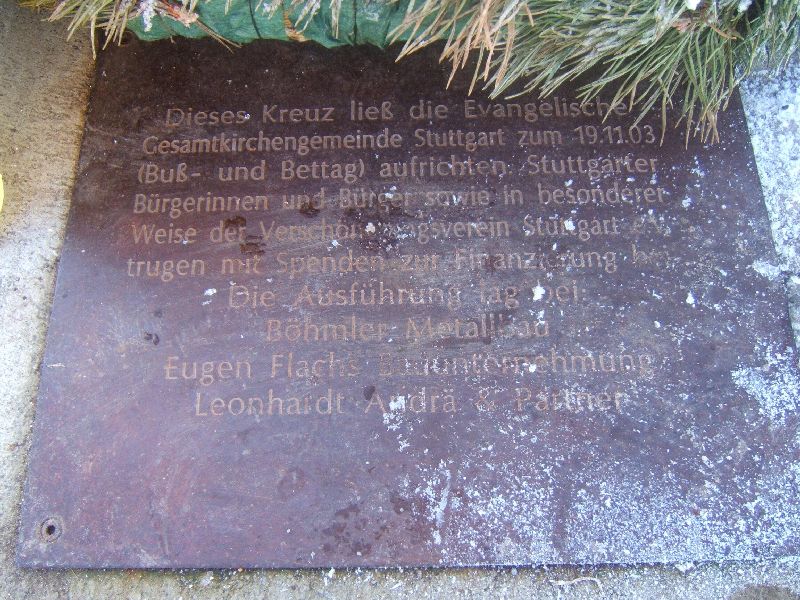 Dieses Kreuz ließ die Evangelische
Gesamtkirchengemeinde Stuttgart zum 19.11.03
(Buß- und Bettag) aufrichten. Stuttgarter
Bürgerinnen und Bürger sowie in besonderer
Weise der Verschönerungsverein Stuttgart e.V.
trugen mit Spenden zur Finanzierung bei.
Die Ausführung lag bei:
Böhmler Metallbau
Eugen Flachs Bauunternehmung
Leonhardt Andrä & Partner